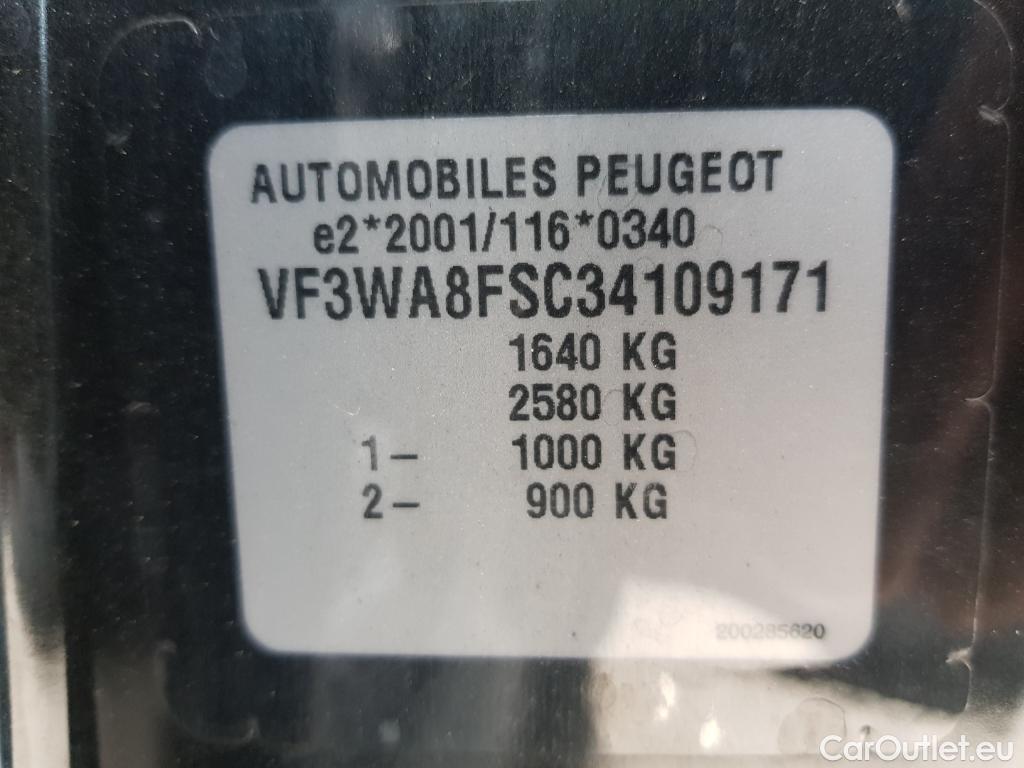 AUTOMOBILES PEUGEOT
e2*2001/116*0340
VF3WA8FSC34109171
1640 KG
2580 KG
1- 1000 KG
2- 900 KG
200285620
CarOutlet.eu